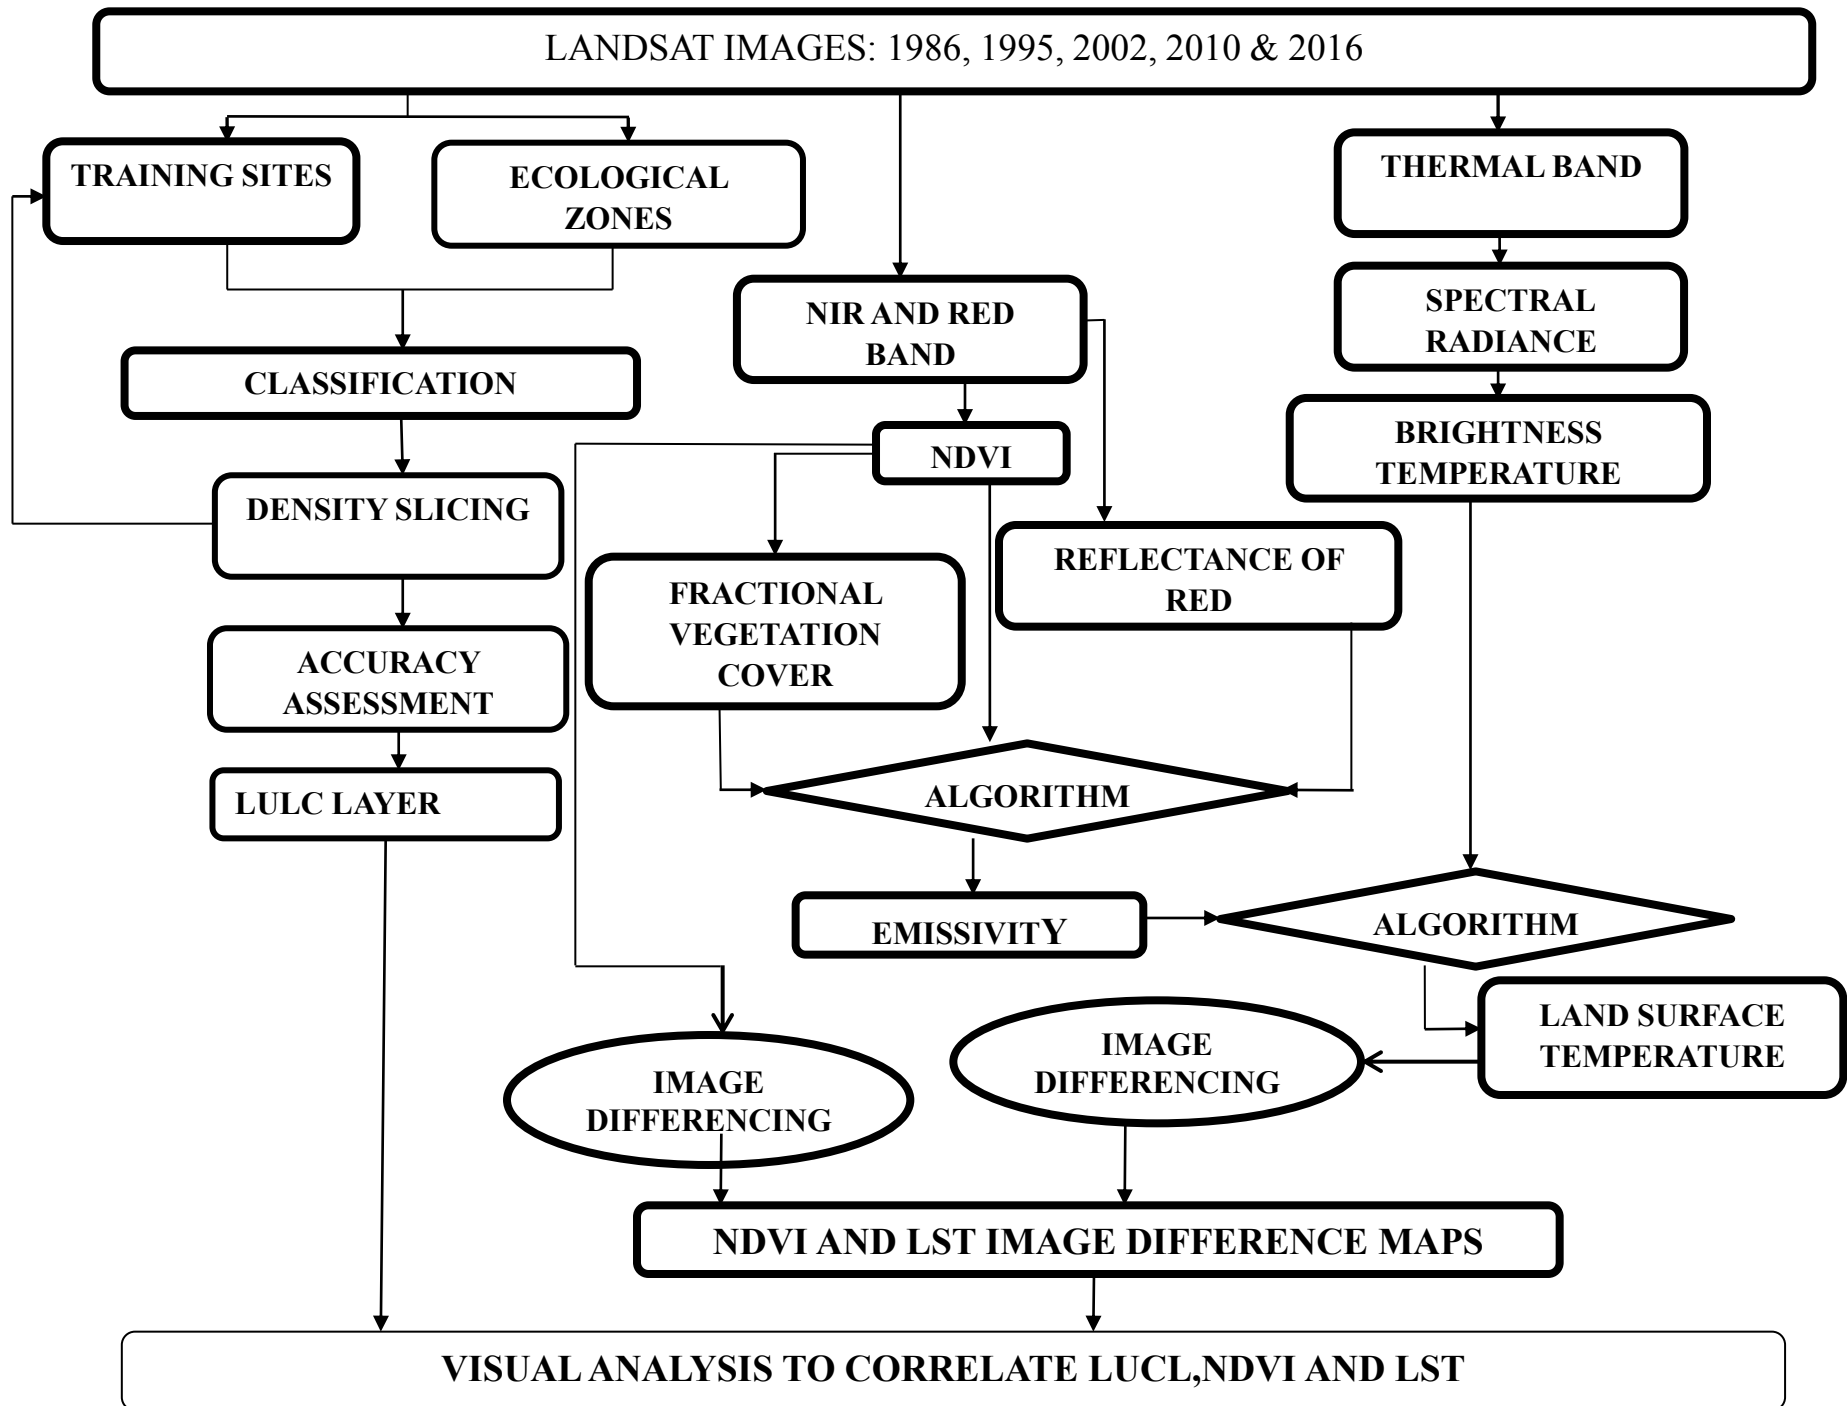 LANDSAT IMAGES: 1986, 1995, 2002, 2010 & 2016
TRAINING SITES
ECOLOGICAL
ZONES
THERMAL BAND
NIR AND RED
BAND
SPECTRAL
RADIANCE
CLASSIFICATION
BRIGHTNESS
TEMPERATURE
NDVI
DENSITY SLICING
REFLECTANCE OF
RED
FRACTIONAL
VEGETATION
COVER
ACCURACY
ASSESSMENT
LULC LAYER
ALGORITHM
EMISSIVITY
ALGORITHM
LAND SURFACE
TEMPERATURE
IMAGE
DIFFERENCING
IMAGE
DIFFERENCING
NDVI AND LST IMAGE DIFFERENCE MAPS
VISUAL ANALYSIS TO CORRELATE LUCL,NDVI AND LST